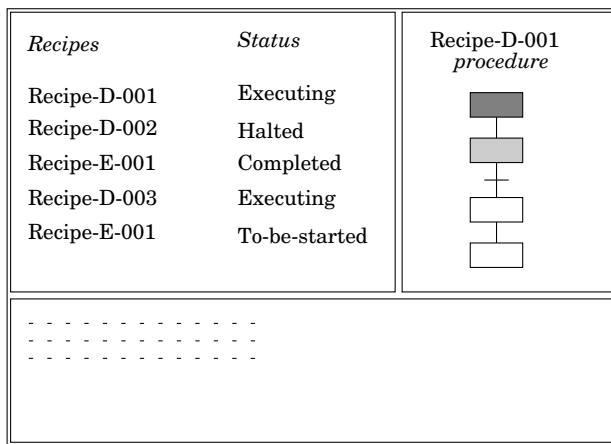 Recipes Status
Recipe-D-001 Executing
Recipe-D-002 Halted
Recipe-E-001 Completed
Recipe-D-003 Executing
Recipe-E-001 To-be-started
Recipe-D-001
procedure
- - - - - - - - - - - - -
- - - - - - - - - - - - -
- - - - - - - - - - - - -